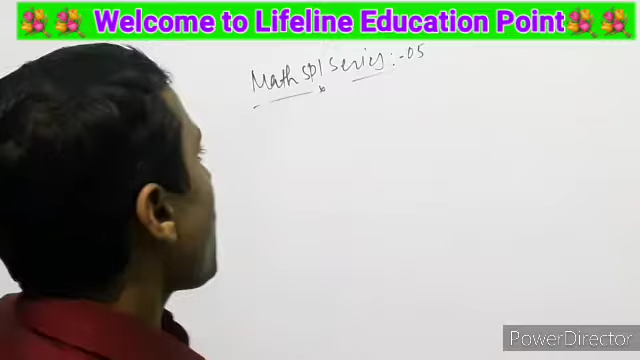 Welcome to Lifeline Education Point
Math Spl Series:-05
PowerDirector